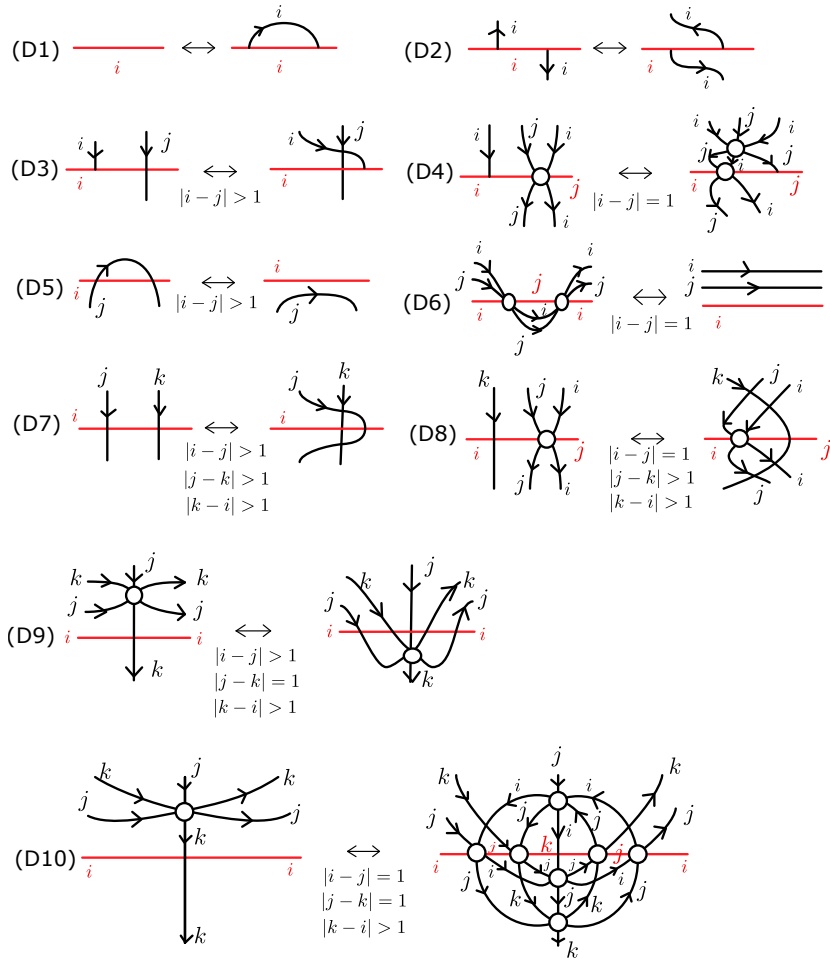 (D1) i i i
(D2) i i i i i i
(D3) i j i |i − j| > 1 i j i
(D4) i j i i j j i |i − j| = 1 i j i j i j i j j i
(D5) i j |i − j| > 1 i j
(D6) i j j i j i i i j j |i − j| = 1 i j i
(D7) j k i |i − j| > 1 |j − k| > 1 |k − i| > 1 j k i
(D8) k j i i j j i |i − j| = 1 |j − k| > 1 |k − i| > 1 k j i i j j i
(D9) k j k j j i i k |i − j| > 1 |j − k| = 1 |k − i| > 1 j k j k j i i k
(D10) k j k j j k i i k |i − j| = 1 |j − k| = 1 |k − i| > 1 k j i i k j j j j i k j j j i i j i j k j k j i k